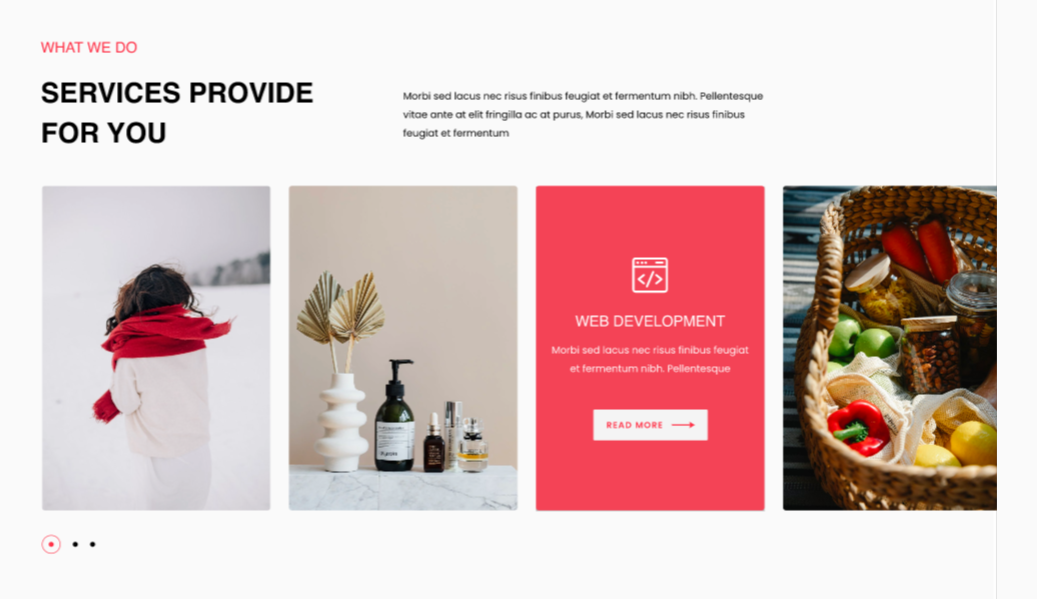 WHAT WE DO
SERVICES PROVIDE
FOR YOU
Morbi sed lacus nec risus finibus feugiat et fermentum nibh. Pellentesque
vitae ante at elit fringilla ac at purus, Morbi sed lacus nec risus finibus
feugiat et fermentum
WEB DEVELOPMENT
Morbi sed lacus nec risus finibus feugiat
et fermentum nibh. Pellentesque
READ MORE